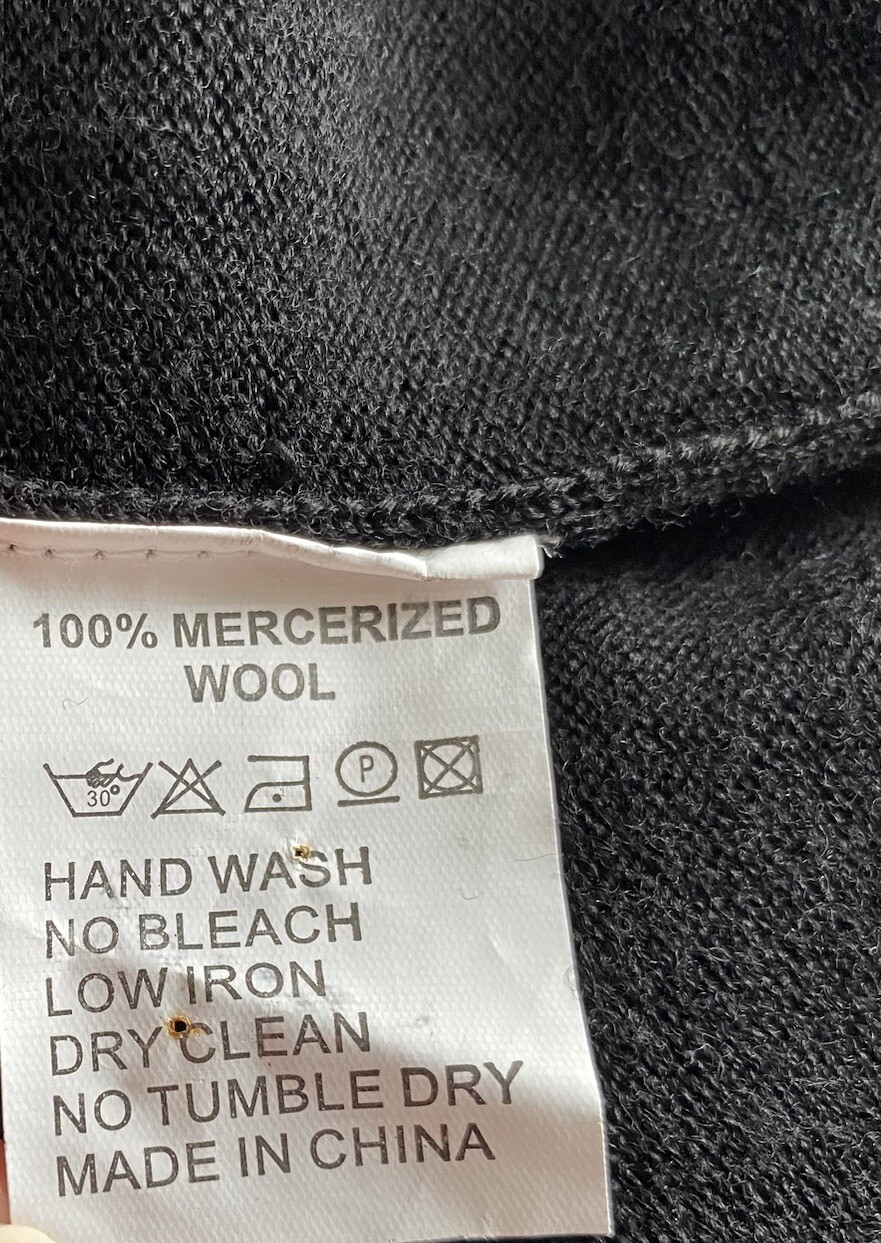 100% MERCERIZED
WOOL
30° P
HAND WASH
NO BLEACH
LOW IRON
DRY CLEAN
NO TUMBLE DRY
MADE IN CHINA